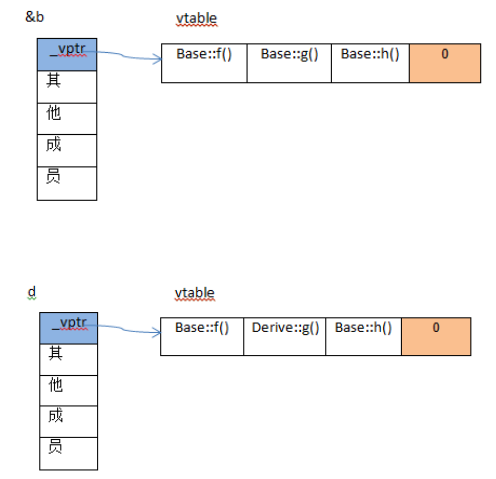 &b
vtable
_vptr
Base::f() Base::g() Base::h() 0
其
他
成
员
d
vtable
_vptr
Base::f() Derive::g() Base::h() 0
其
他
成
员